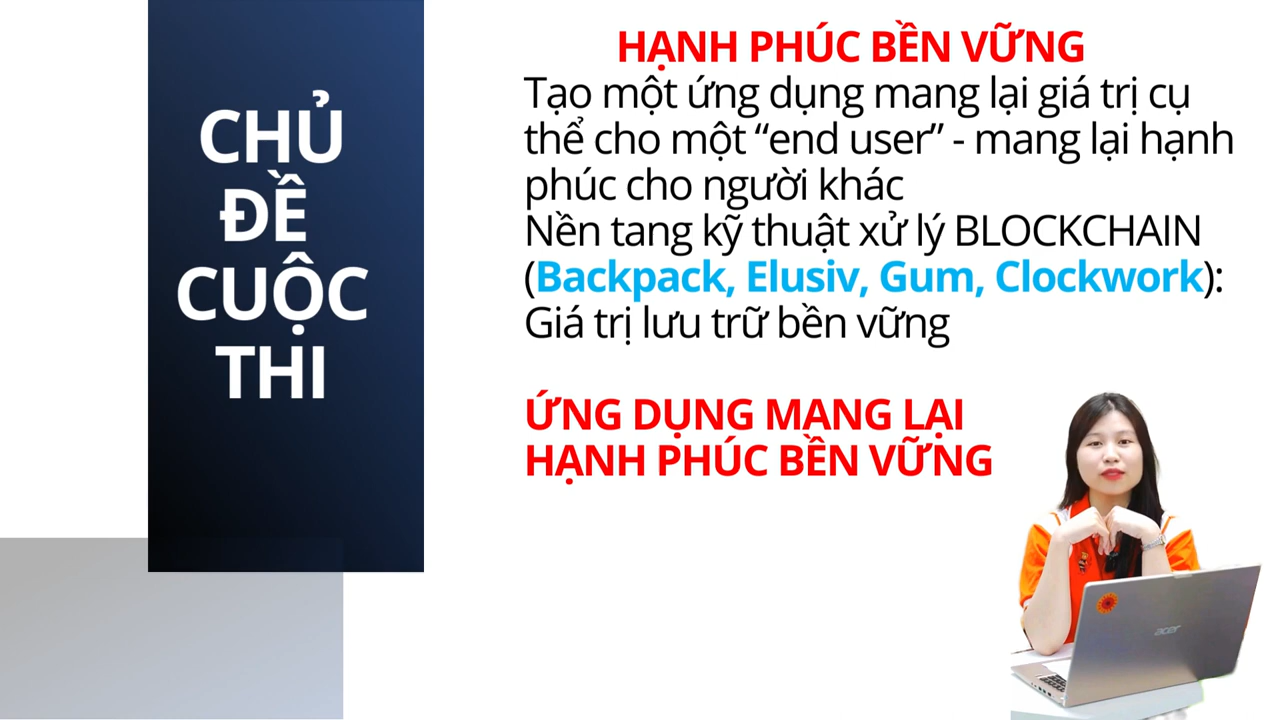 CHỦ
ĐỀ
CUỘC
THI
HẠNH PHÚC BỀN VỮNG
Tạo một ứng dụng mang lại giá trị cụ
thể cho một “end user” - mang lại hạnh
phúc cho người khác
Nền tang kỹ thuật xử lý BLOCKCHAIN
(Backpack, Elusiv, Gum, Clockwork):
Giá trị lưu trữ bền vững
ỨNG DỤNG MANG LẠI
HẠNH PHÚC BỀN VỮNG
acer